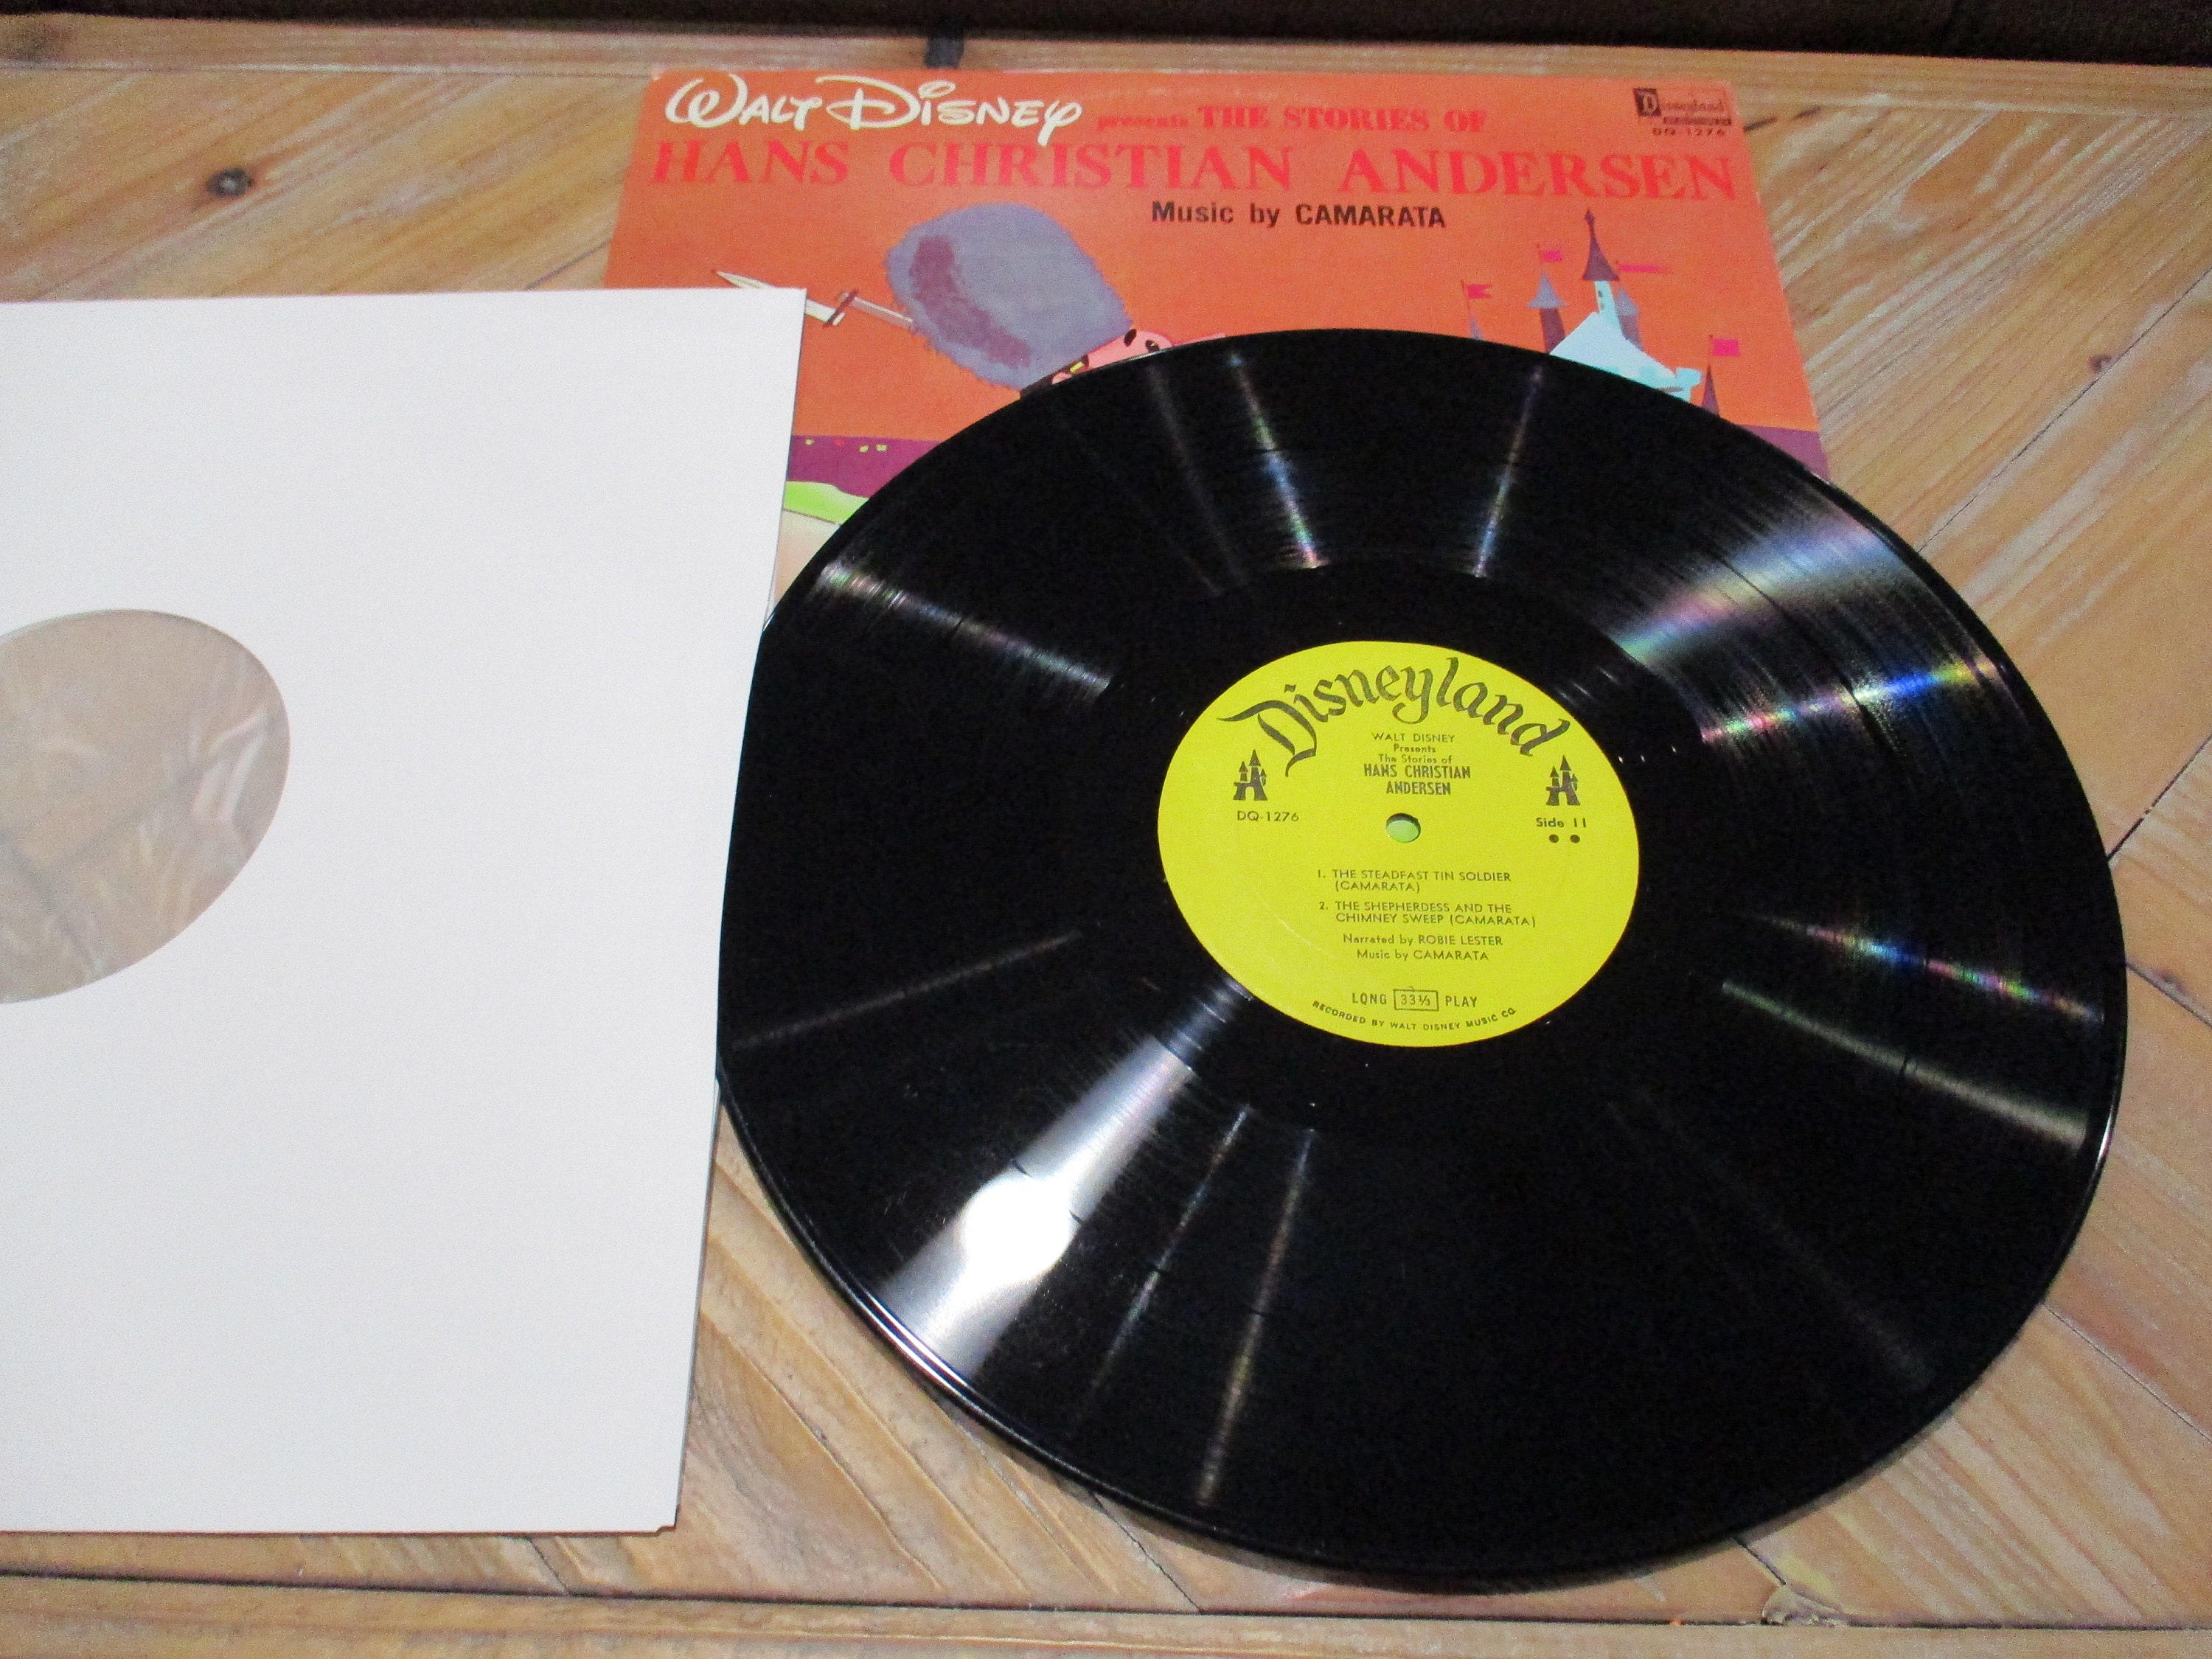 WALT DISNEY presents THE STORIES OF
HANS CHRISTIAN ANDERSEN
Music by CAMARATA
Disneyland
DQ-1276
Disneyland
WALT DISNEY
Presents
The Stories of
HANS CHRISTIAN
ANDERSEN
DQ-1276
Side 11
1. THE STEADFAST TIN SOLDIER
(CAMARATA)
2. THE SHEPHERDESS AND THE
CHIMNEY SWEEP (CAMARATA)
Narrated by ROBIE LESTER
Music by CAMARATA
LONG 33⅓ PLAY
RECORDED BY WALT DISNEY MUSIC CO